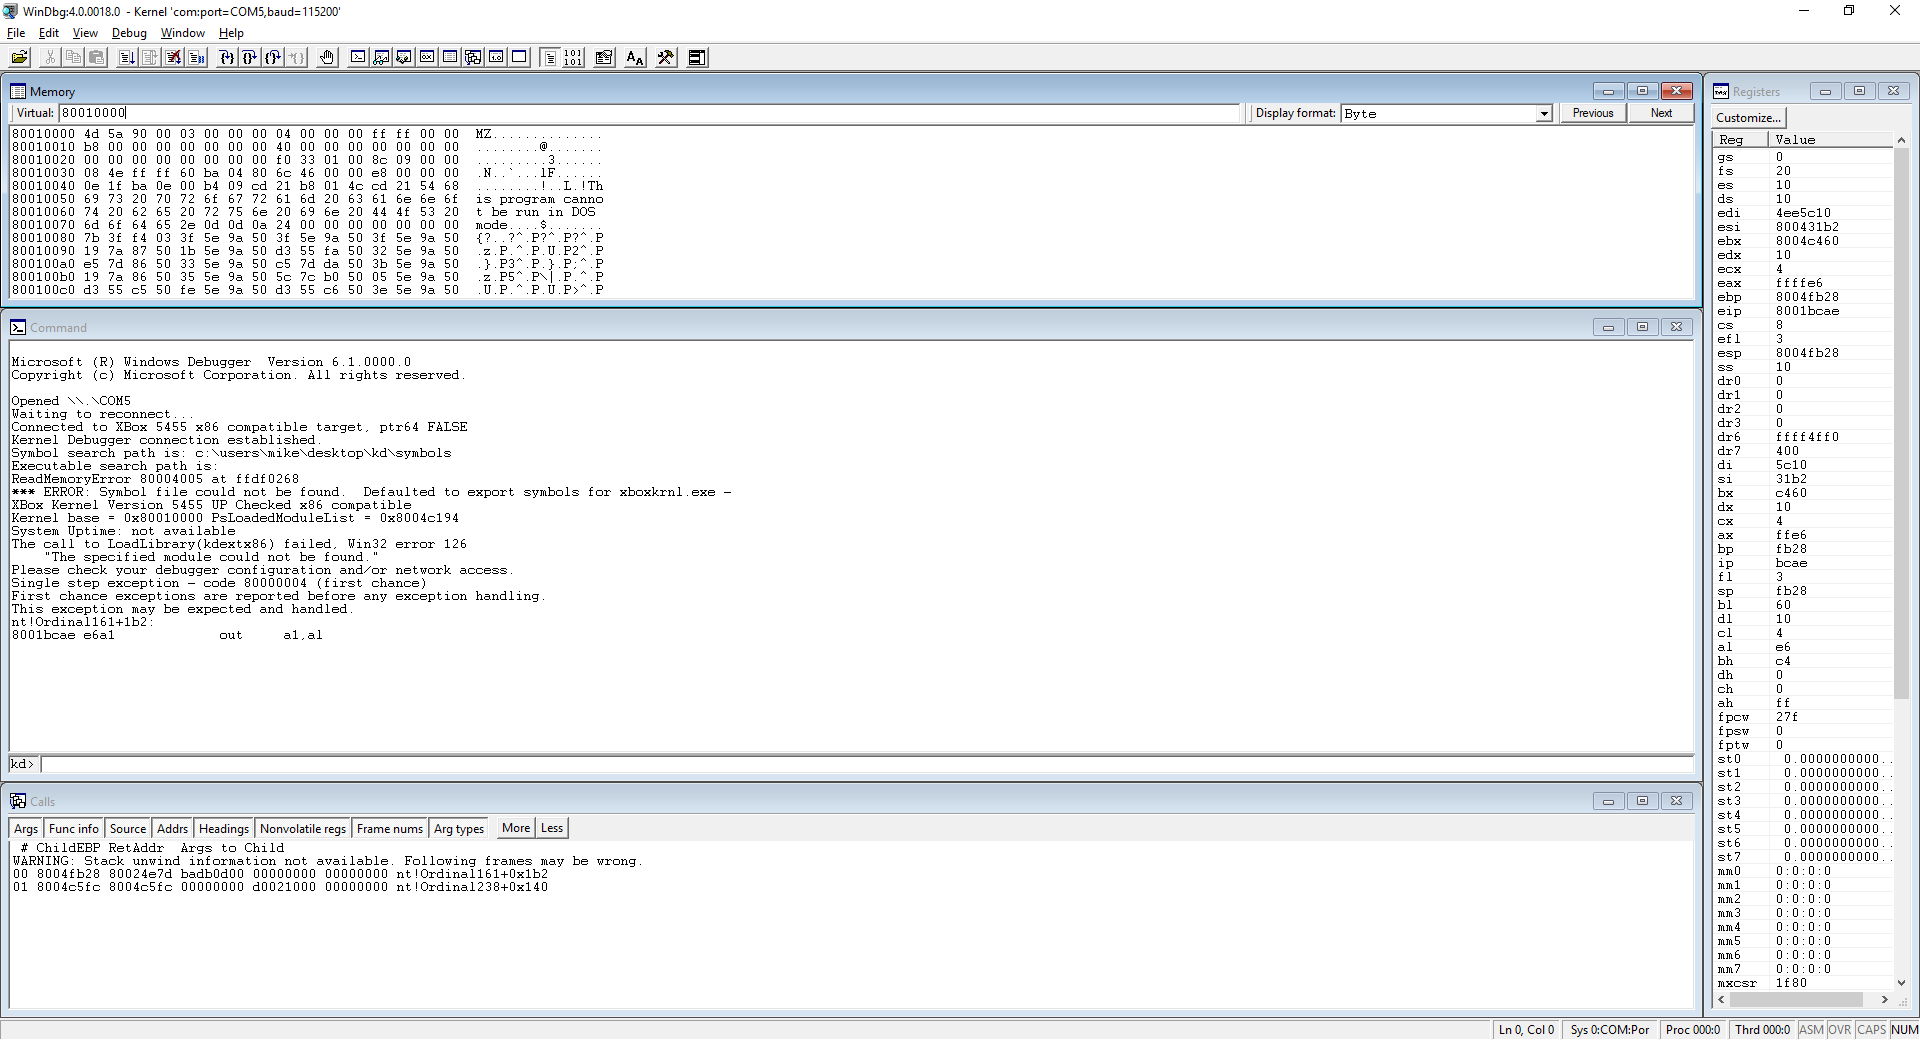 WinDbg:4.0.0018.0 - Kernel 'com:port=COM5,baud=115200'
File Edit View Debug Window Help
Memory
Virtual: 80010000 Display format: Byte Previous Next
80010000 4d 5a 90 00 03 00 00 00 04 00 00 00 ff ff 00 00 MZ..............
80010010 b8 00 00 00 00 00 00 00 40 00 00 00 00 00 00 00 ........@.......
80010020 00 00 00 00 00 00 00 00 f0 33 01 00 8c 09 00 00 .........3......
80010030 08 4e ff ff 60 ba 04 80 6c 46 00 00 e8 00 00 00 .N..`...lF......
80010040 0e 1f ba 0e 00 b4 09 cd 21 b8 01 4c cd 21 54 68 ........!..L.!Th
80010050 69 73 20 70 72 6f 67 72 61 6d 20 63 61 6e 6e 6f is program canno
80010060 74 20 62 65 20 72 75 6e 20 69 6e 20 44 4f 53 20 t be run in DOS
80010070 6d 6f 64 65 2e 0d 0d 0a 24 00 00 00 00 00 00 00 mode....$.......
80010080 7b 3f f4 03 3f 5e 9a 50 3f 5e 9a 50 3f 5e 9a 50 {?..?^.P?^.P?^.P
80010090 19 7a 87 50 1b 5e 9a 50 d3 55 fa 50 32 5e 9a 50 .z.P.^.P.U.P2^.P
800100a0 e5 7d 86 50 33 5e 9a 50 c5 7d da 50 3b 5e 9a 50 .}.P3^.P.}.P;^.P
800100b0 19 7a 86 50 35 5e 9a 50 5c 7c b0 50 05 5e 9a 50 .z.P5^.P\|.P.^.P
800100c0 d3 55 c5 50 fe 5e 9a 50 d3 55 c6 50 3e 5e 9a 50 .U.P.^.P.U.P>^.P
Command
Microsoft (R) Windows Debugger  Version 6.1.0000.0
Copyright (c) Microsoft Corporation. All rights reserved.
Opened \\.\COM5
Waiting to reconnect...
Connected to XBox 5455 x86 compatible target, ptr64 FALSE
Kernel Debugger connection established.
Symbol search path is: c:\users\mike\desktop\kd\symbols
Executable search path is:
ReadMemoryError 80004005 at ffdf0268
*** ERROR: Symbol file could not be found.  Defaulted to export symbols for xboxkrnl.exe -
XBox Kernel Version 5455 UP Checked x86 compatible
Kernel base = 0x80010000 PsLoadedModuleList = 0x8004c194
System Uptime: not available
The call to LoadLibrary(kdextx86) failed, Win32 error 126
"The specified module could not be found."
Please check your debugger configuration and/or network access.
Single step exception - code 80000004 (first chance)
First chance exceptions are reported before any exception handling.
This exception may be expected and handled.
nt!Ordinal161+1b2:
8001bcae e6a1 out a1,al
kd>
Calls
Args Func info Source Addrs Headings Nonvolatile regs Frame nums Arg types More Less
# ChildEBP RetAddr  Args to Child
WARNING: Stack unwind information not available. Following frames may be wrong.
00 8004fb28 80024e7d badb0d00 00000000 00000000 nt!Ordinal161+0x1b2
01 8004c5fc 8004c5fc 00000000 d0021000 00000000 nt!Ordinal238+0x140
Registers
Customize...
Reg Value
gs 0
fs 20
es 10
ds 10
edi 4ee5c10
esi 800431b2
ebx 8004c460
edx 10
ecx 4
eax ffffe6
ebp 8004fb28
eip 8001bcae
cs 8
efl 3
esp 8004fb28
ss 10
dr0 0
dr1 0
dr2 0
dr3 0
dr6 ffff4ff0
dr7 400
di 5c10
si 31b2
bx c460
dx 10
cx 4
ax ffe6
bp fb28
ip bcae
fl 3
sp fb28
bl 60
dl 10
cl 4
al e6
bh c4
dh 0
ch 0
ah ff
fpcw 27f
fpsw 0
fptw 0
st0 0.0000000000..
st1 0.0000000000..
st2 0.0000000000..
st3 0.0000000000..
st4 0.0000000000..
st5 0.0000000000..
st6 0.0000000000..
st7 0.0000000000..
mm0 0:0:0:0
mm1 0:0:0:0
mm2 0:0:0:0
mm3 0:0:0:0
mm4 0:0:0:0
mm5 0:0:0:0
mm6 0:0:0:0
mm7 0:0:0:0
mxcsr 1f80
Ln 0, Col 0 Sys 0:COM:Por Proc 000:0 Thrd 000:0 ASM OVR CAPS NUM